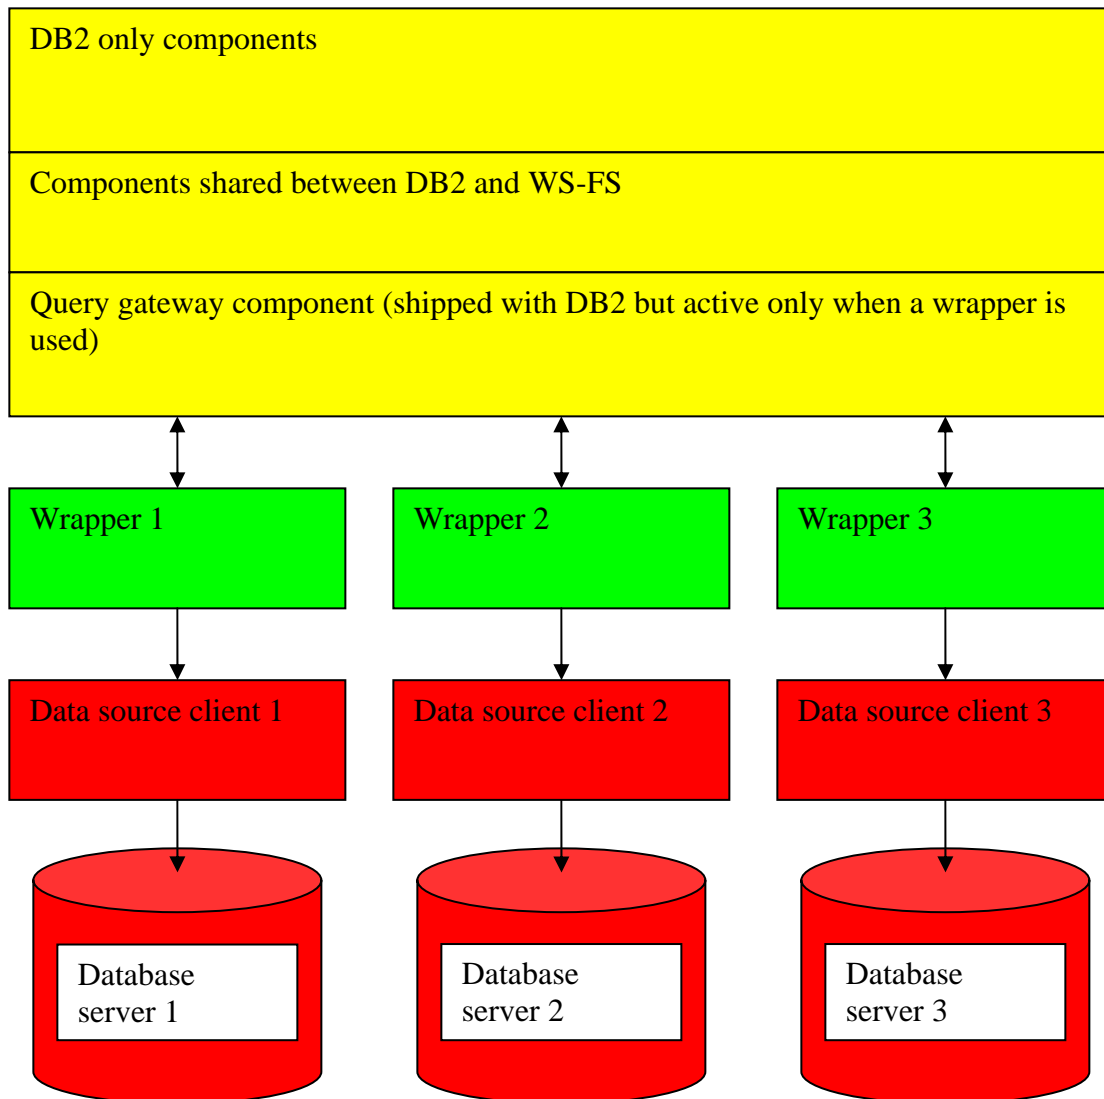 DB2 only components
Components shared between DB2 and WS-FS
Query gateway component (shipped with DB2 but active only when a wrapper is
used)
Wrapper 1
Wrapper 2
Wrapper 3
Data source client 1
Data source client 2
Data source client 3
Database
server 1
Database
server 2
Database
server 3